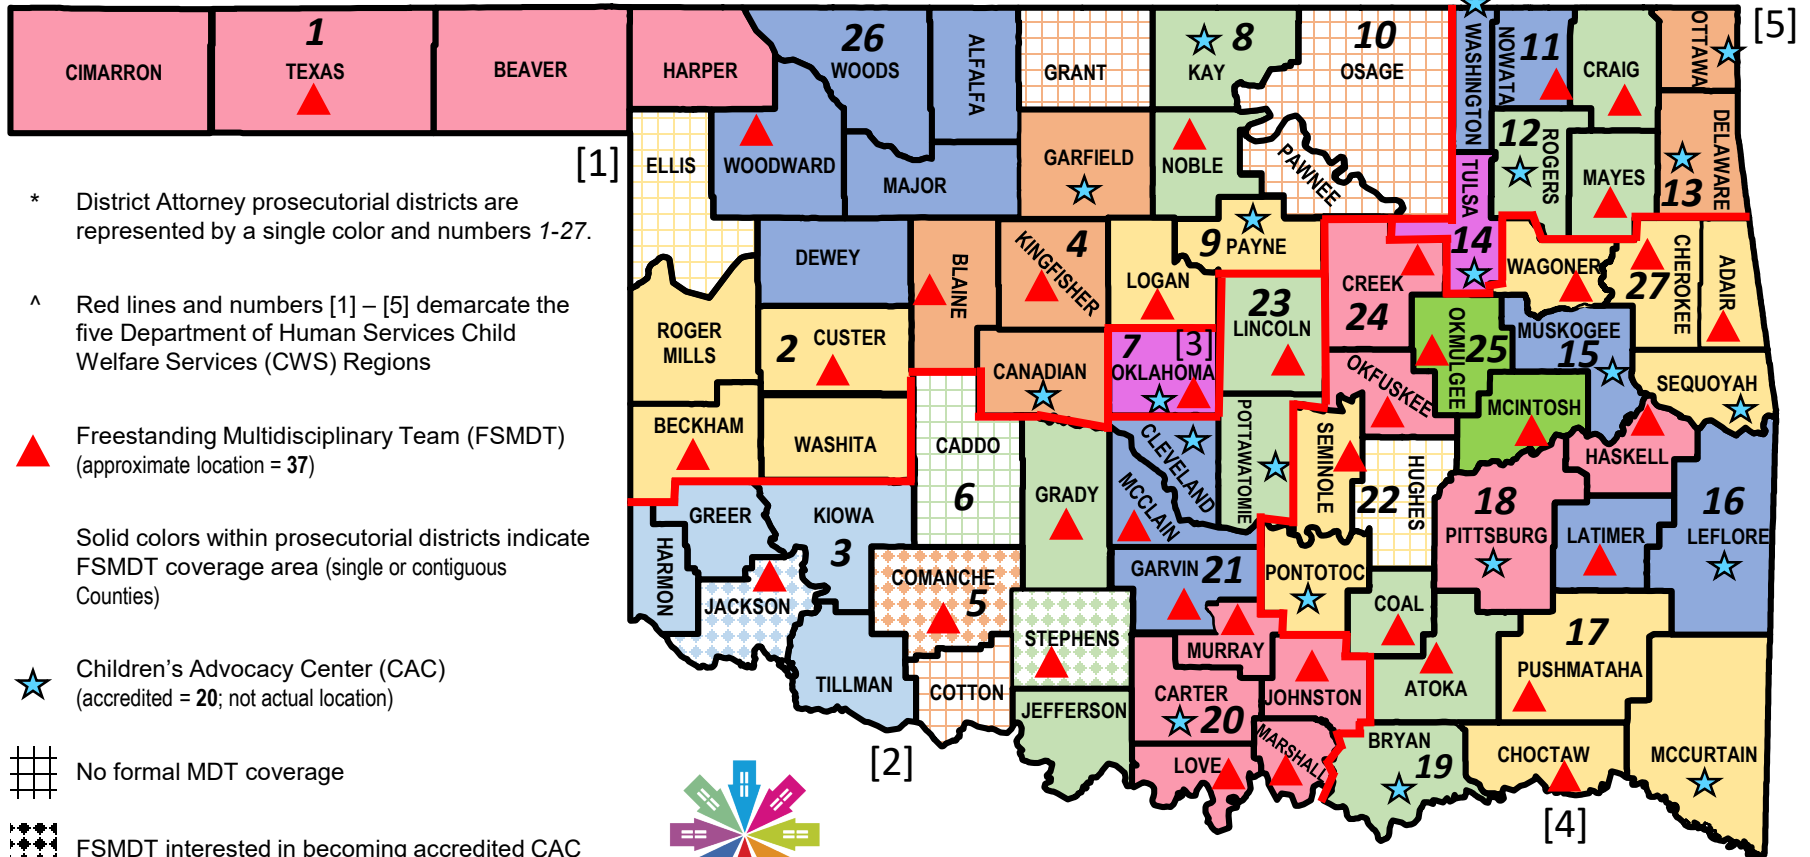 CIMARRON
1
TEXAS
BEAVER
HARPER
26
WOODS
ALFALFA
GRANT
8
KAY
10
OSAGE
WASHINGTON
NOWATA
11
CRAIG
OTTAWA
[5]
[1]
ELLIS
WOODWARD
MAJOR
GARFIELD
NOBLE
PAWNEE
TULSA
12
ROGERS
MAYES
DELAWARE
13
* District Attorney prosecutorial districts are
represented by a single color and numbers 1-27.
DEWEY
BLAINE
KINGFISHER
4
LOGAN
9
PAYNE
14
WAGONER
CHEROKEE
27
ADAIR
^ Red lines and numbers [1] – [5] demarcate the
five Department of Human Services Child
Welfare Services (CWS) Regions
ROGER
MILLS
2
CUSTER
CANADIAN
7
[3]
OKLAHOMA
23
LINCOLN
CREEK
24
OKMULGEE
25
MUSKOGEE
15
SEQUOYAH
OKFUSKEE
MCINTOSH
BECKHAM
WASHITA
CADDO
6
CLEVELAND
POTTAWATOMIE
SEMINOLE
HUGHES
22
HASKELL
Freestanding Multidisciplinary Team (FSMDT)
(approximate location = 37)
GREER
KIOWA
3
HARMON
GRADY
MCCLAIN
18
PITTSBURG
LATIMER
16
LEFLORE
Solid colors within prosecutorial districts indicate
FSMDT coverage area (single or contiguous
Counties)
JACKSON
COMANCHE
5
GARVIN
21
PONTOTOC
COAL
STEPHENS
MURRAY
17
PUSHMATAHA
Children's Advocacy Center (CAC)
(accredited = 20; not actual location)
TILLMAN
COTTON
JEFFERSON
CARTER
20
JOHNSTON
ATOKA
No formal MDT coverage
[2]
LOVE
MARSHALL
BRYAN
19
CHOCTAW
MCCURTAIN
[4]
FSMDT interested in becoming accredited CAC